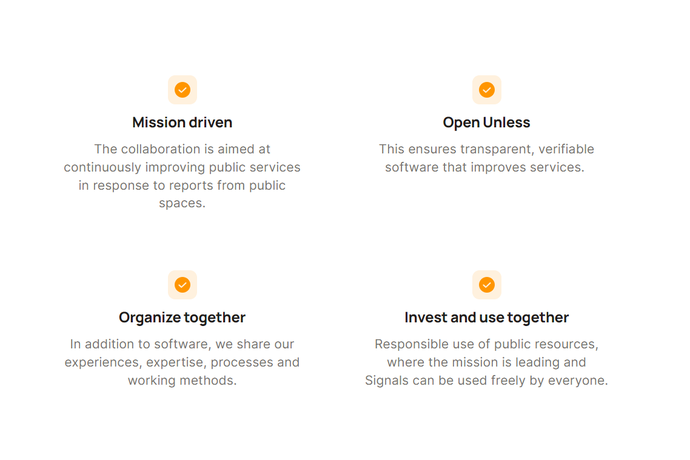 Mission driven
The collaboration is aimed at
continuously improving public services
in response to reports from public
spaces.
Open Unless
This ensures transparent, verifiable
software that improves services.
Organize together
In addition to software, we share our
experiences, expertise, processes and
working methods.
Invest and use together
Responsible use of public resources,
where the mission is leading and
Signals can be used freely by everyone.